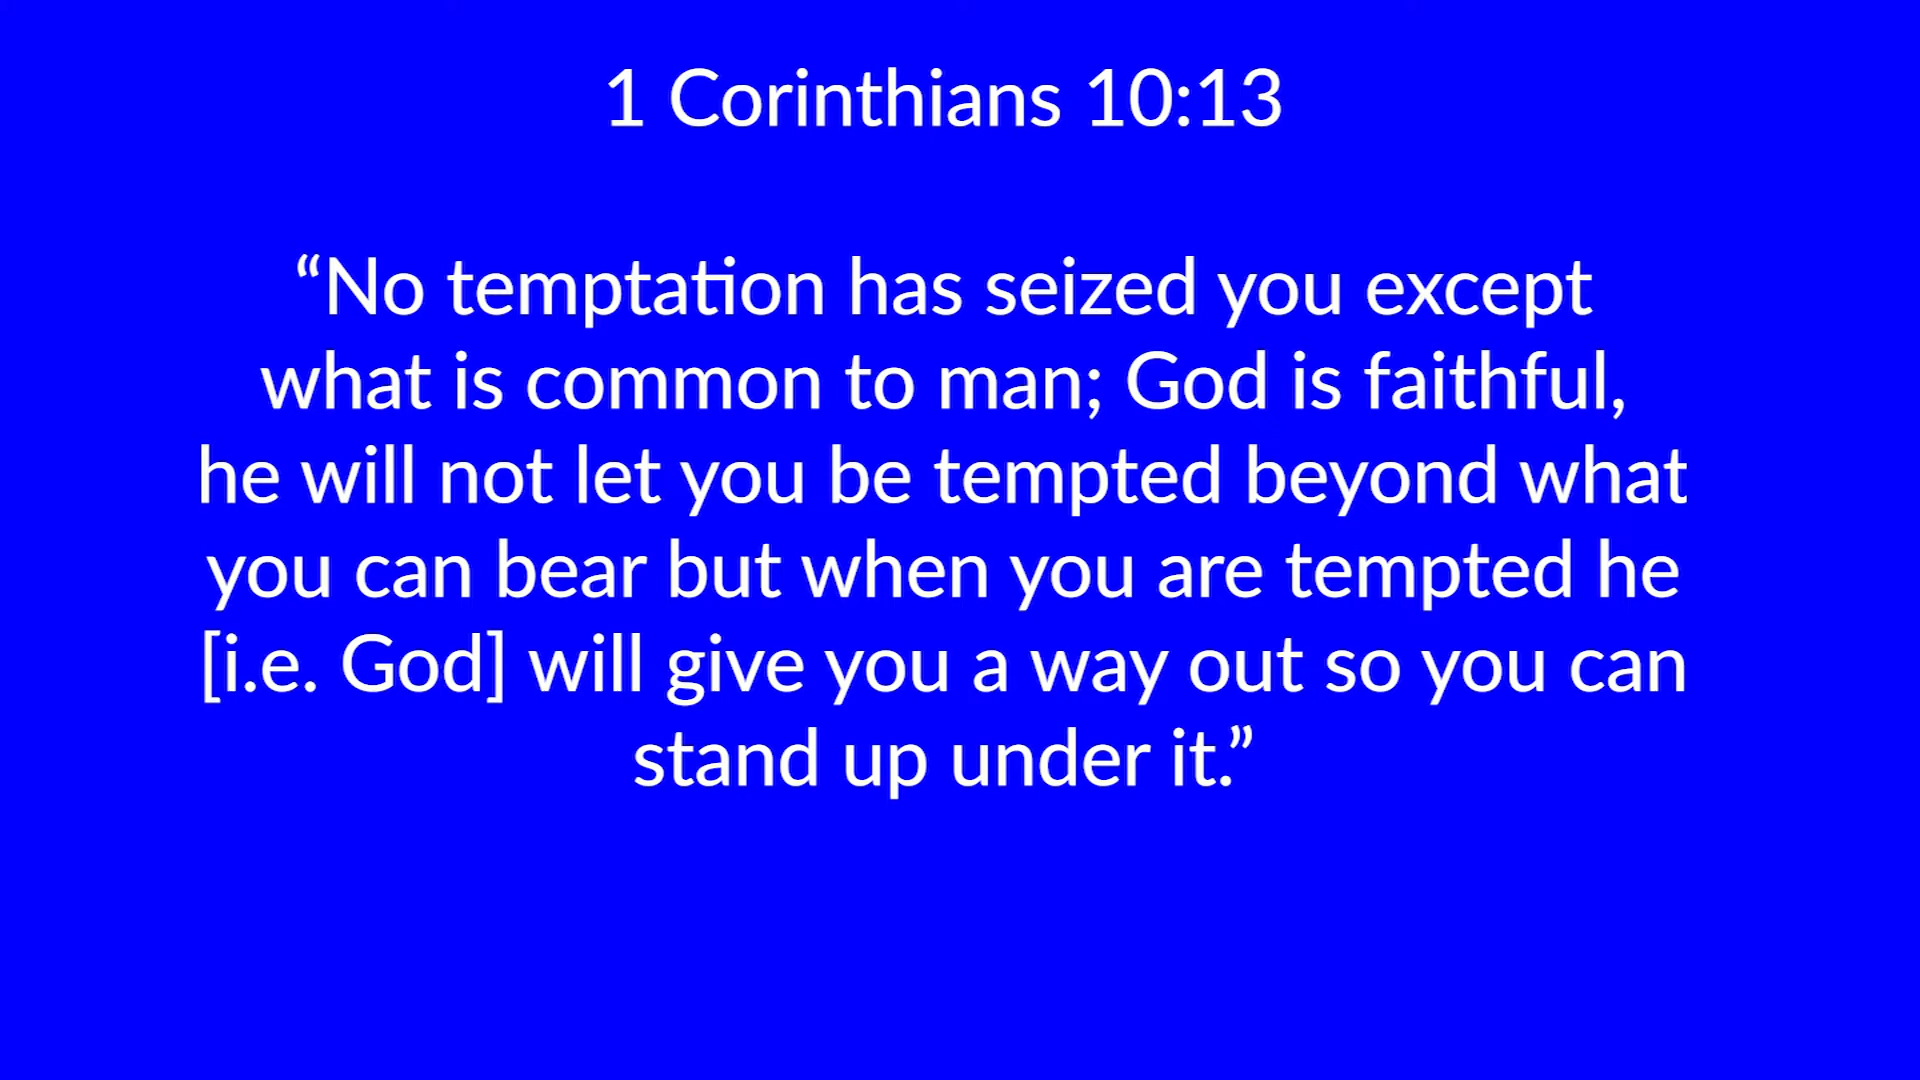 1 Corinthians 10:13
“No temptation has seized you except
what is common to man; God is faithful,
he will not let you be tempted beyond what
you can bear but when you are tempted he
[i.e. God] will give you a way out so you can
stand up under it.”